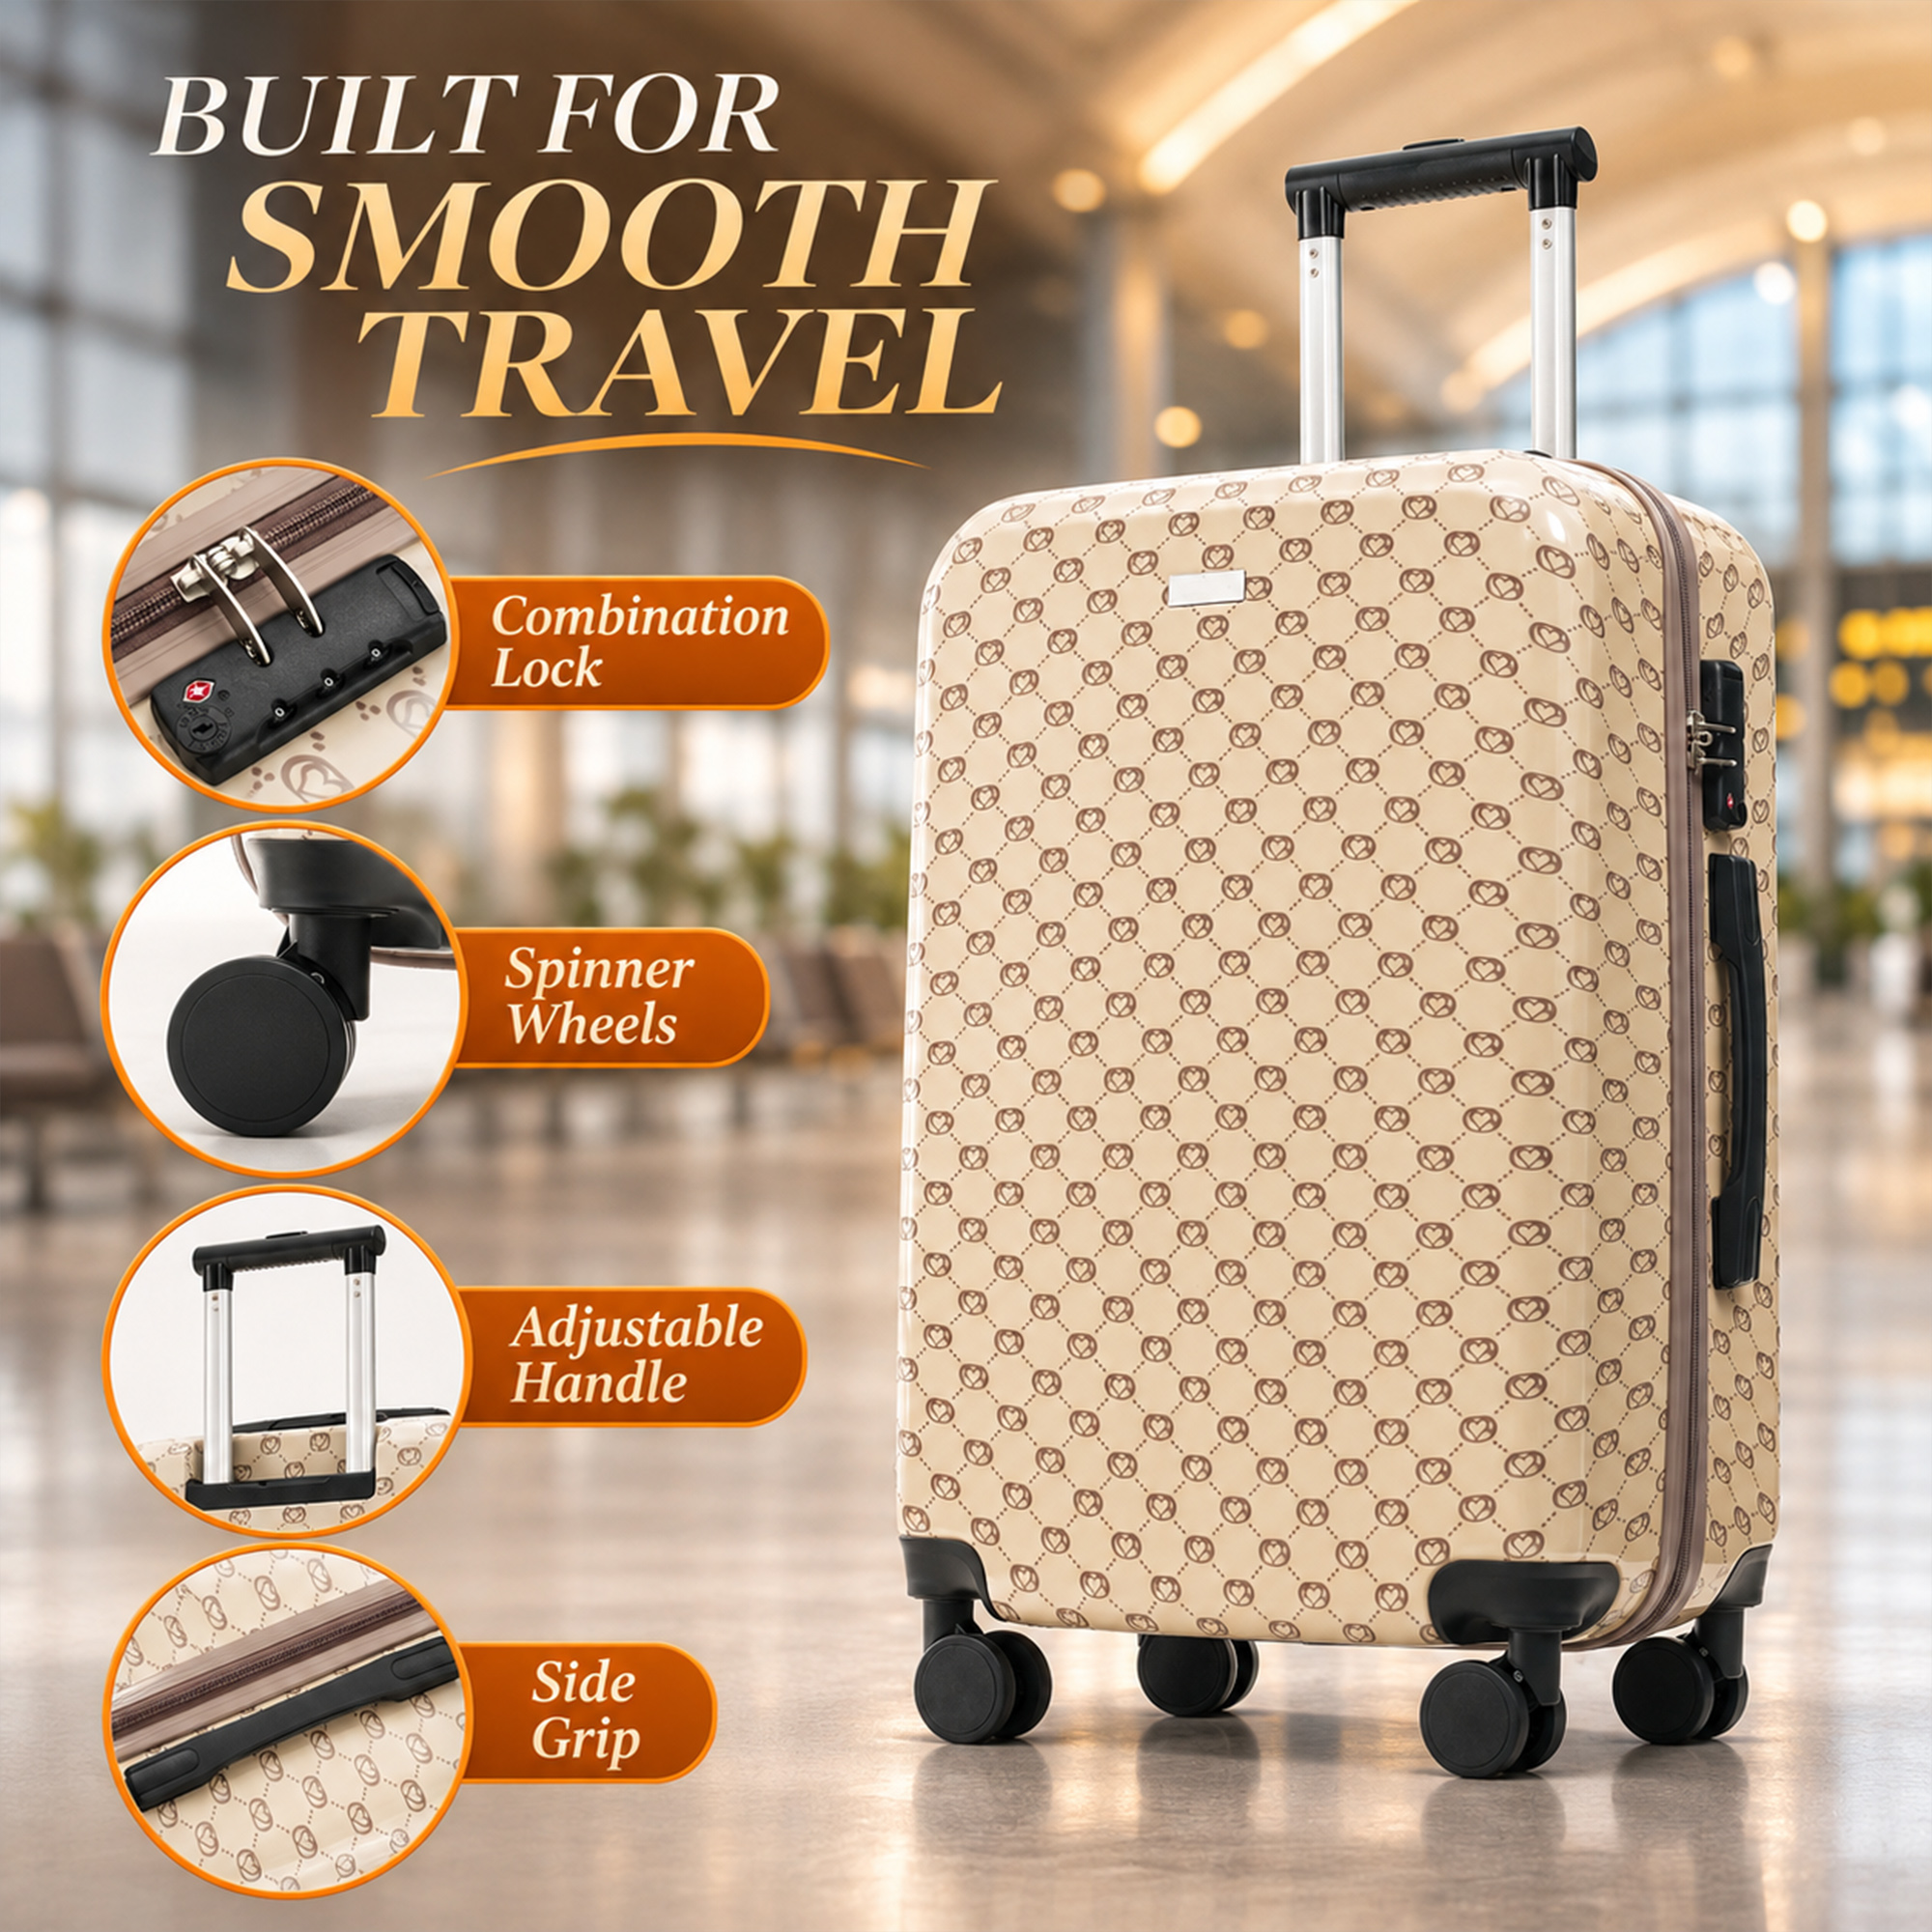 BUILT FOR
SMOOTH
TRAVEL
Combination
Lock
Spinner
Wheels
Adjustable
Handle
Side
Grip